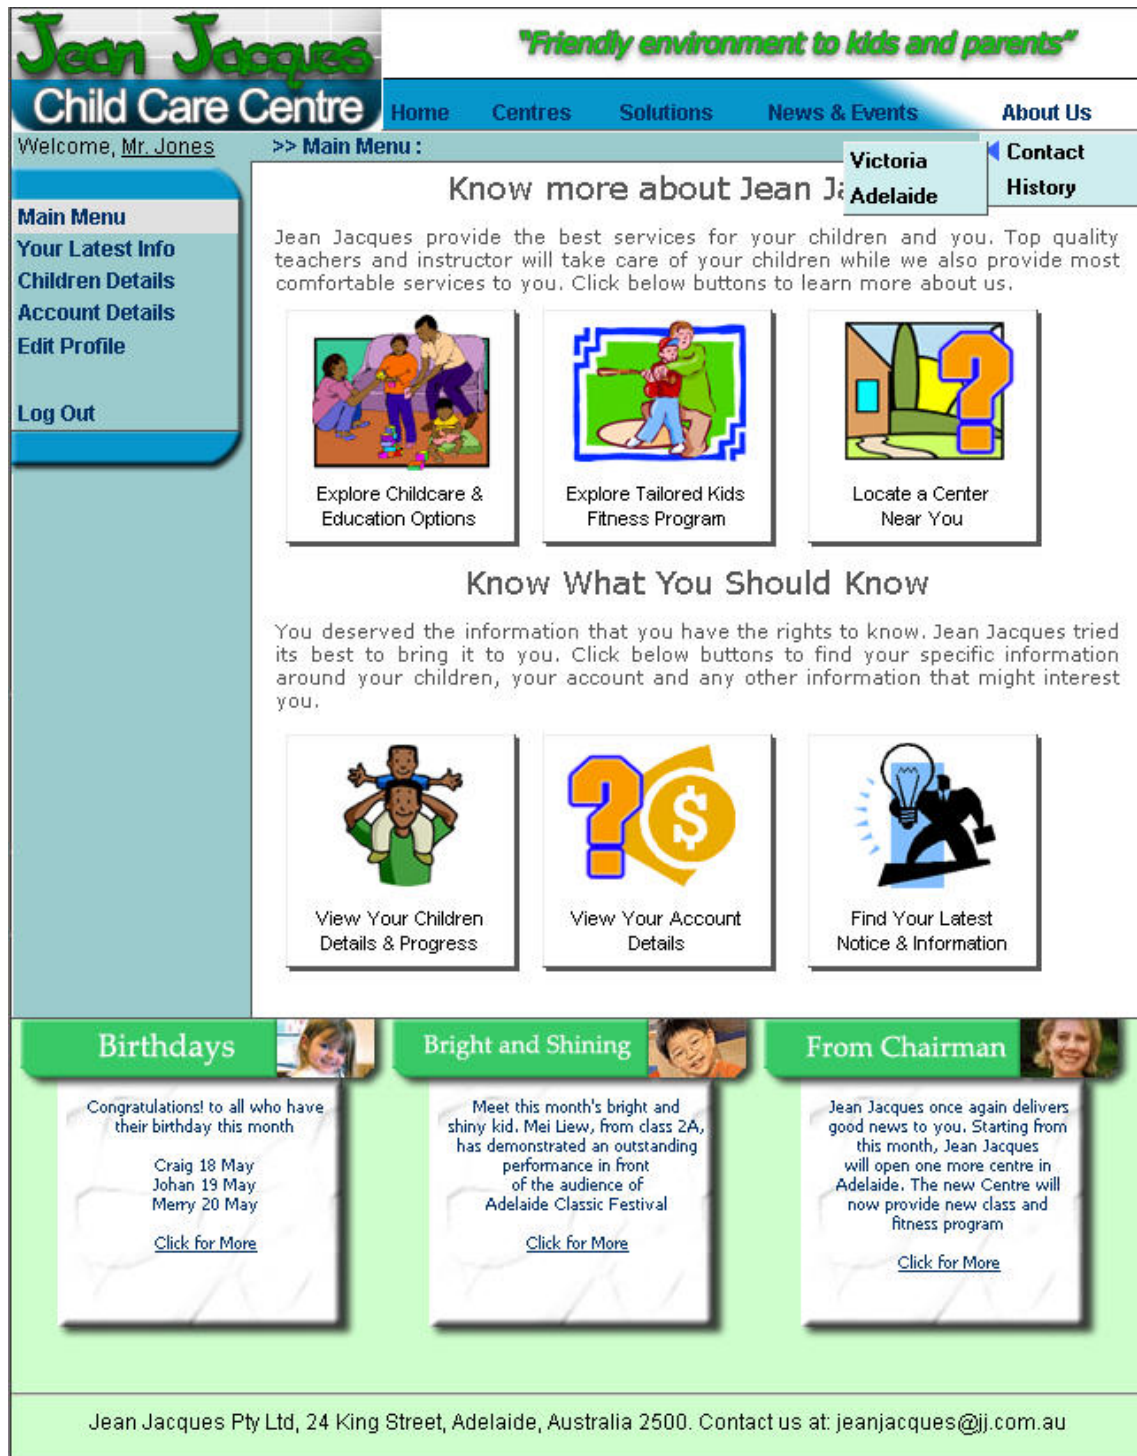 Jean Jacques
Child Care Centre
"Friendly environment to kids and parents"
Home Centres Solutions News & Events About Us
Welcome, Mr. Jones
>> Main Menu :
Contact
History
Victoria
Adelaide
Main Menu
Your Latest Info
Children Details
Account Details
Edit Profile
Log Out
Know more about Jean
Jean Jacques provide the best services for your children and you. Top quality
teachers and instructor will take care of your children while we also provide most
comfortable services to you. Click below buttons to learn more about us.
Explore Childcare &
Education Options
Explore Tailored Kids
Fitness Program
Locate a Center
Near You
Know What You Should Know
You deserved the information that you have the rights to know. Jean Jacques tried
its best to bring it to you. Click below buttons to find your specific information
around your children, your account and any other information that might interest
you.
View Your Children
Details & Progress
View Your Account
Details
Find Your Latest
Notice & Information
Birthdays
Congratulations! to all who have
their birthday this month
Craig 18 May
Johan 19 May
Merry 20 May
Click for More
Bright and Shining
Meet this month's bright and
shiny kid. Mei Liew, from class 2A,
has demonstrated an outstanding
performance in front
of the audience of
Adelaide Classic Festival
Click for More
From Chairman
Jean Jacques once again delivers
good news to you. Starting from
this month, Jean Jacques
will open one more centre in
Adelaide. The new Centre will
now provide new class and
fitness program
Click for More
Jean Jacques Pty Ltd, 24 King Street, Adelaide, Australia 2500. Contact us at: jeanjacques@jj.com.au